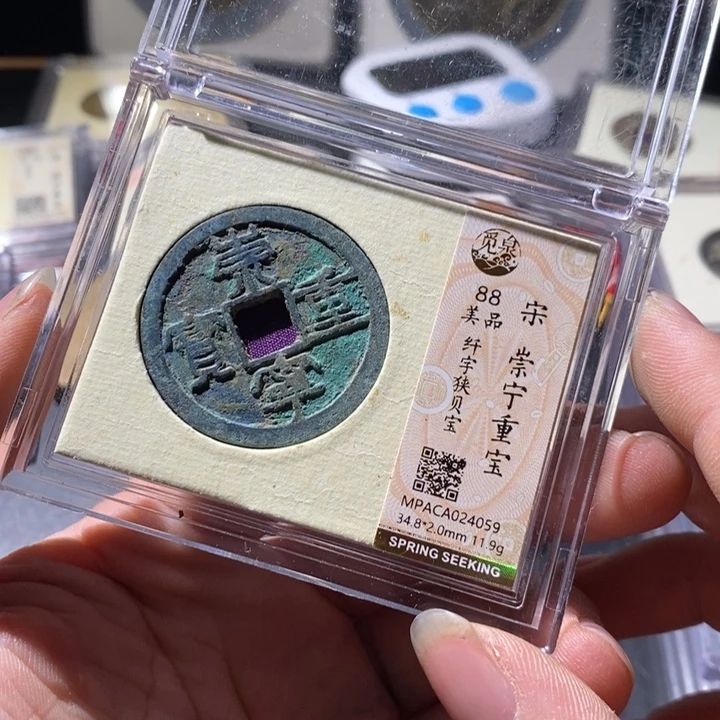 崇寧重寶
觅泉
宋 崇宁重宝
88
美品
纤字狭贝宝
MPACA024059
34.8*2.0mm 11.9g
SPRING SEEKING